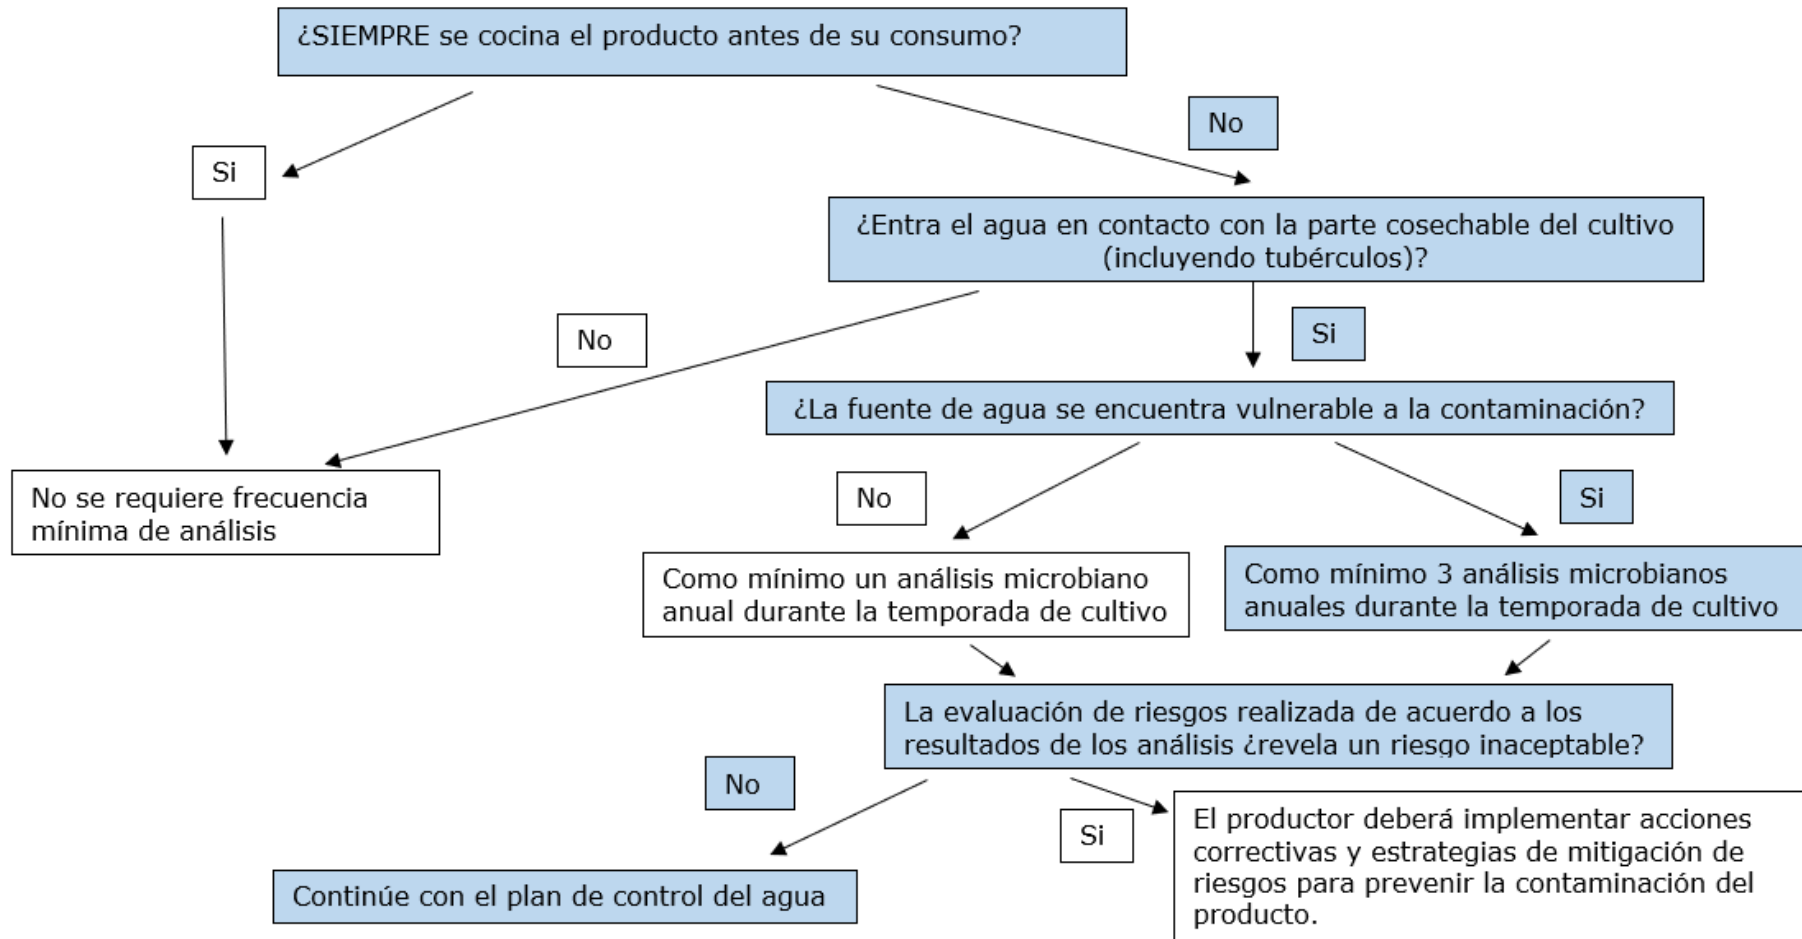 ¿SIEMPRE se cocina el producto antes de su consumo?
No
Si
¿Entra el agua en contacto con la parte cosechable del cultivo
(incluyendo tubérculos)?
No
Si
¿La fuente de agua se encuentra vulnerable a la contaminación?
No se requiere frecuencia
mínima de análisis
No
Si
Como mínimo un análisis microbiano
anual durante la temporada de cultivo
Como mínimo 3 análisis microbianos
anuales durante la temporada de cultivo
La evaluación de riesgos realizada de acuerdo a los
resultados de los análisis ¿revela un riesgo inaceptable?
No
Si
El productor deberá implementar acciones
correctivas y estrategias de mitigación de
riesgos para prevenir la contaminación del
producto.
Continúe con el plan de control del agua